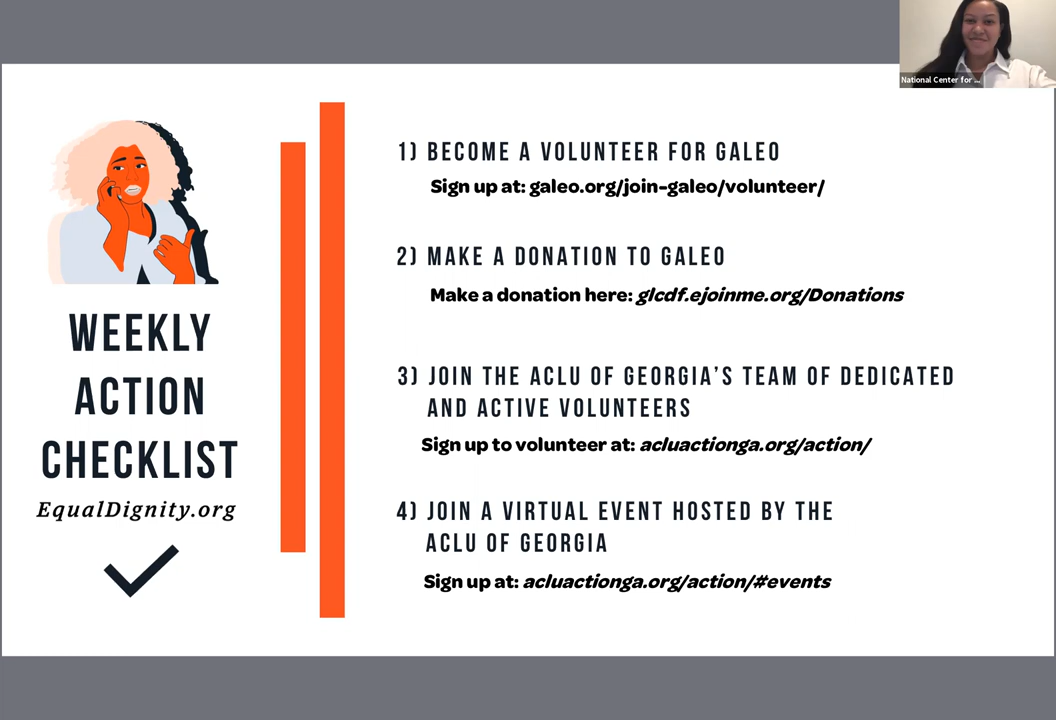 National Center for ...
WEEKLY
ACTION
CHECKLIST
EqualDignity.org
1) BECOME A VOLUNTEER FOR GALEO
Sign up at: galeo.org/join-galeo/volunteer/
2) MAKE A DONATION TO GALEO
Make a donation here: glcdf.ejoinme.org/Donations
3) JOIN THE ACLU OF GEORGIA'S TEAM OF DEDICATED
AND ACTIVE VOLUNTEERS
Sign up to volunteer at: acluactionga.org/action/
4) JOIN A VIRTUAL EVENT HOSTED BY THE
ACLU OF GEORGIA
Sign up at: acluactionga.org/action/#events